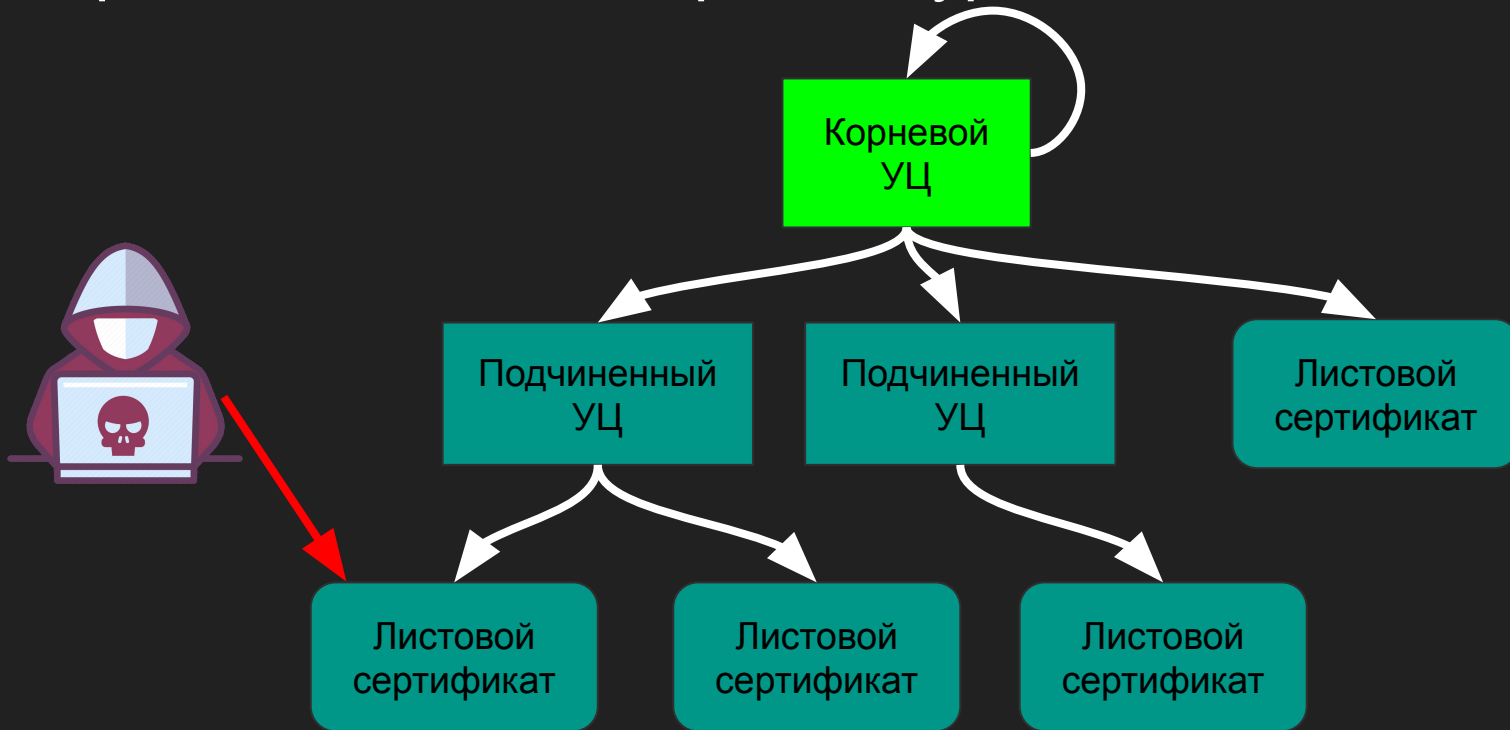 Корневой
УЦ
Подчиненный
УЦ
Подчиненный
УЦ
Листовой
сертификат
Листовой
сертификат
Листовой
сертификат
Листовой
сертификат